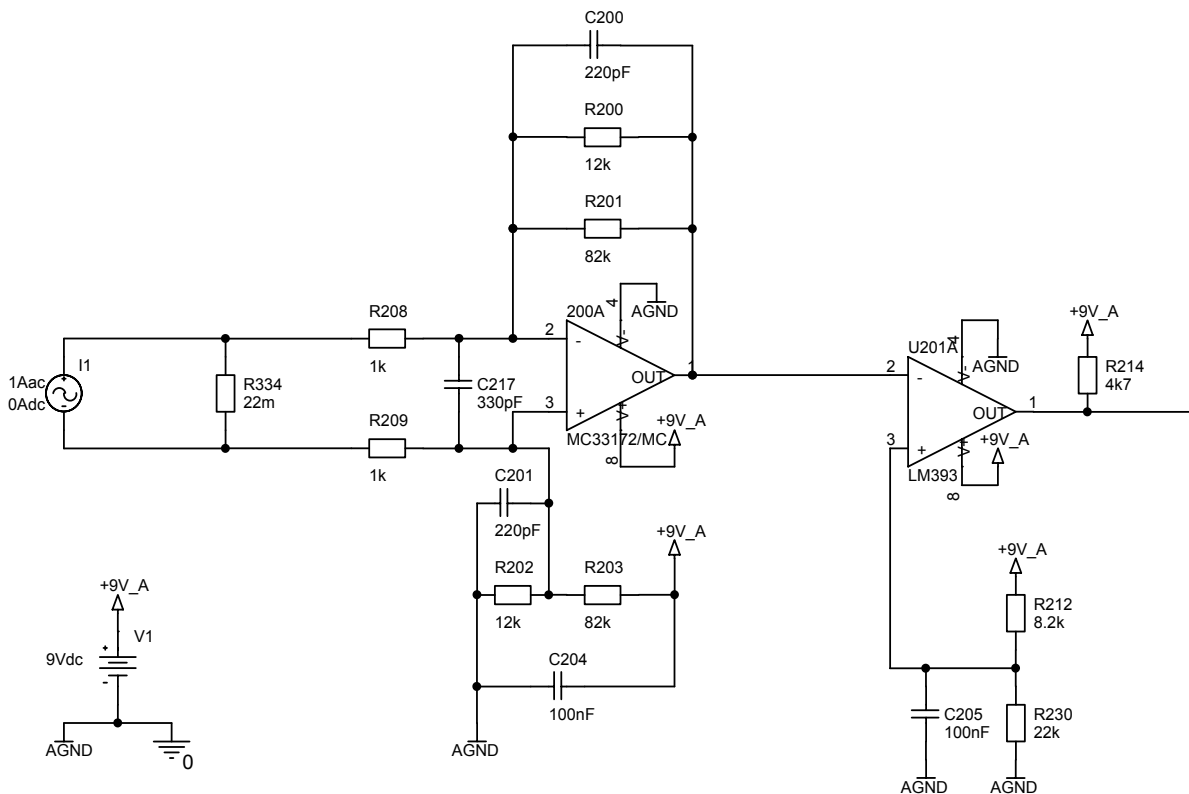 C200
220pF
R200
12k
R201
82k
200A
4
V-
AGND
2
-
OUT
1
3
+
V+
MC33172/MC
+9V_A
8
R208
1k
I1
1Aac
0Adc
+
-
R334
22m
C217
330pF
R209
1k
C201
220pF
R202
12k
R203
82k
+9V_A
C204
100nF
AGND
+9V_A
V1
9Vdc
+
-
AGND
0
U201A
4
V-
AGND
2
-
OUT
1
3
+
V+
LM393
+9V_A
8
+9V_A
R214
4k7
+9V_A
R212
8.2k
C205
100nF
R230
22k
AGND
AGND